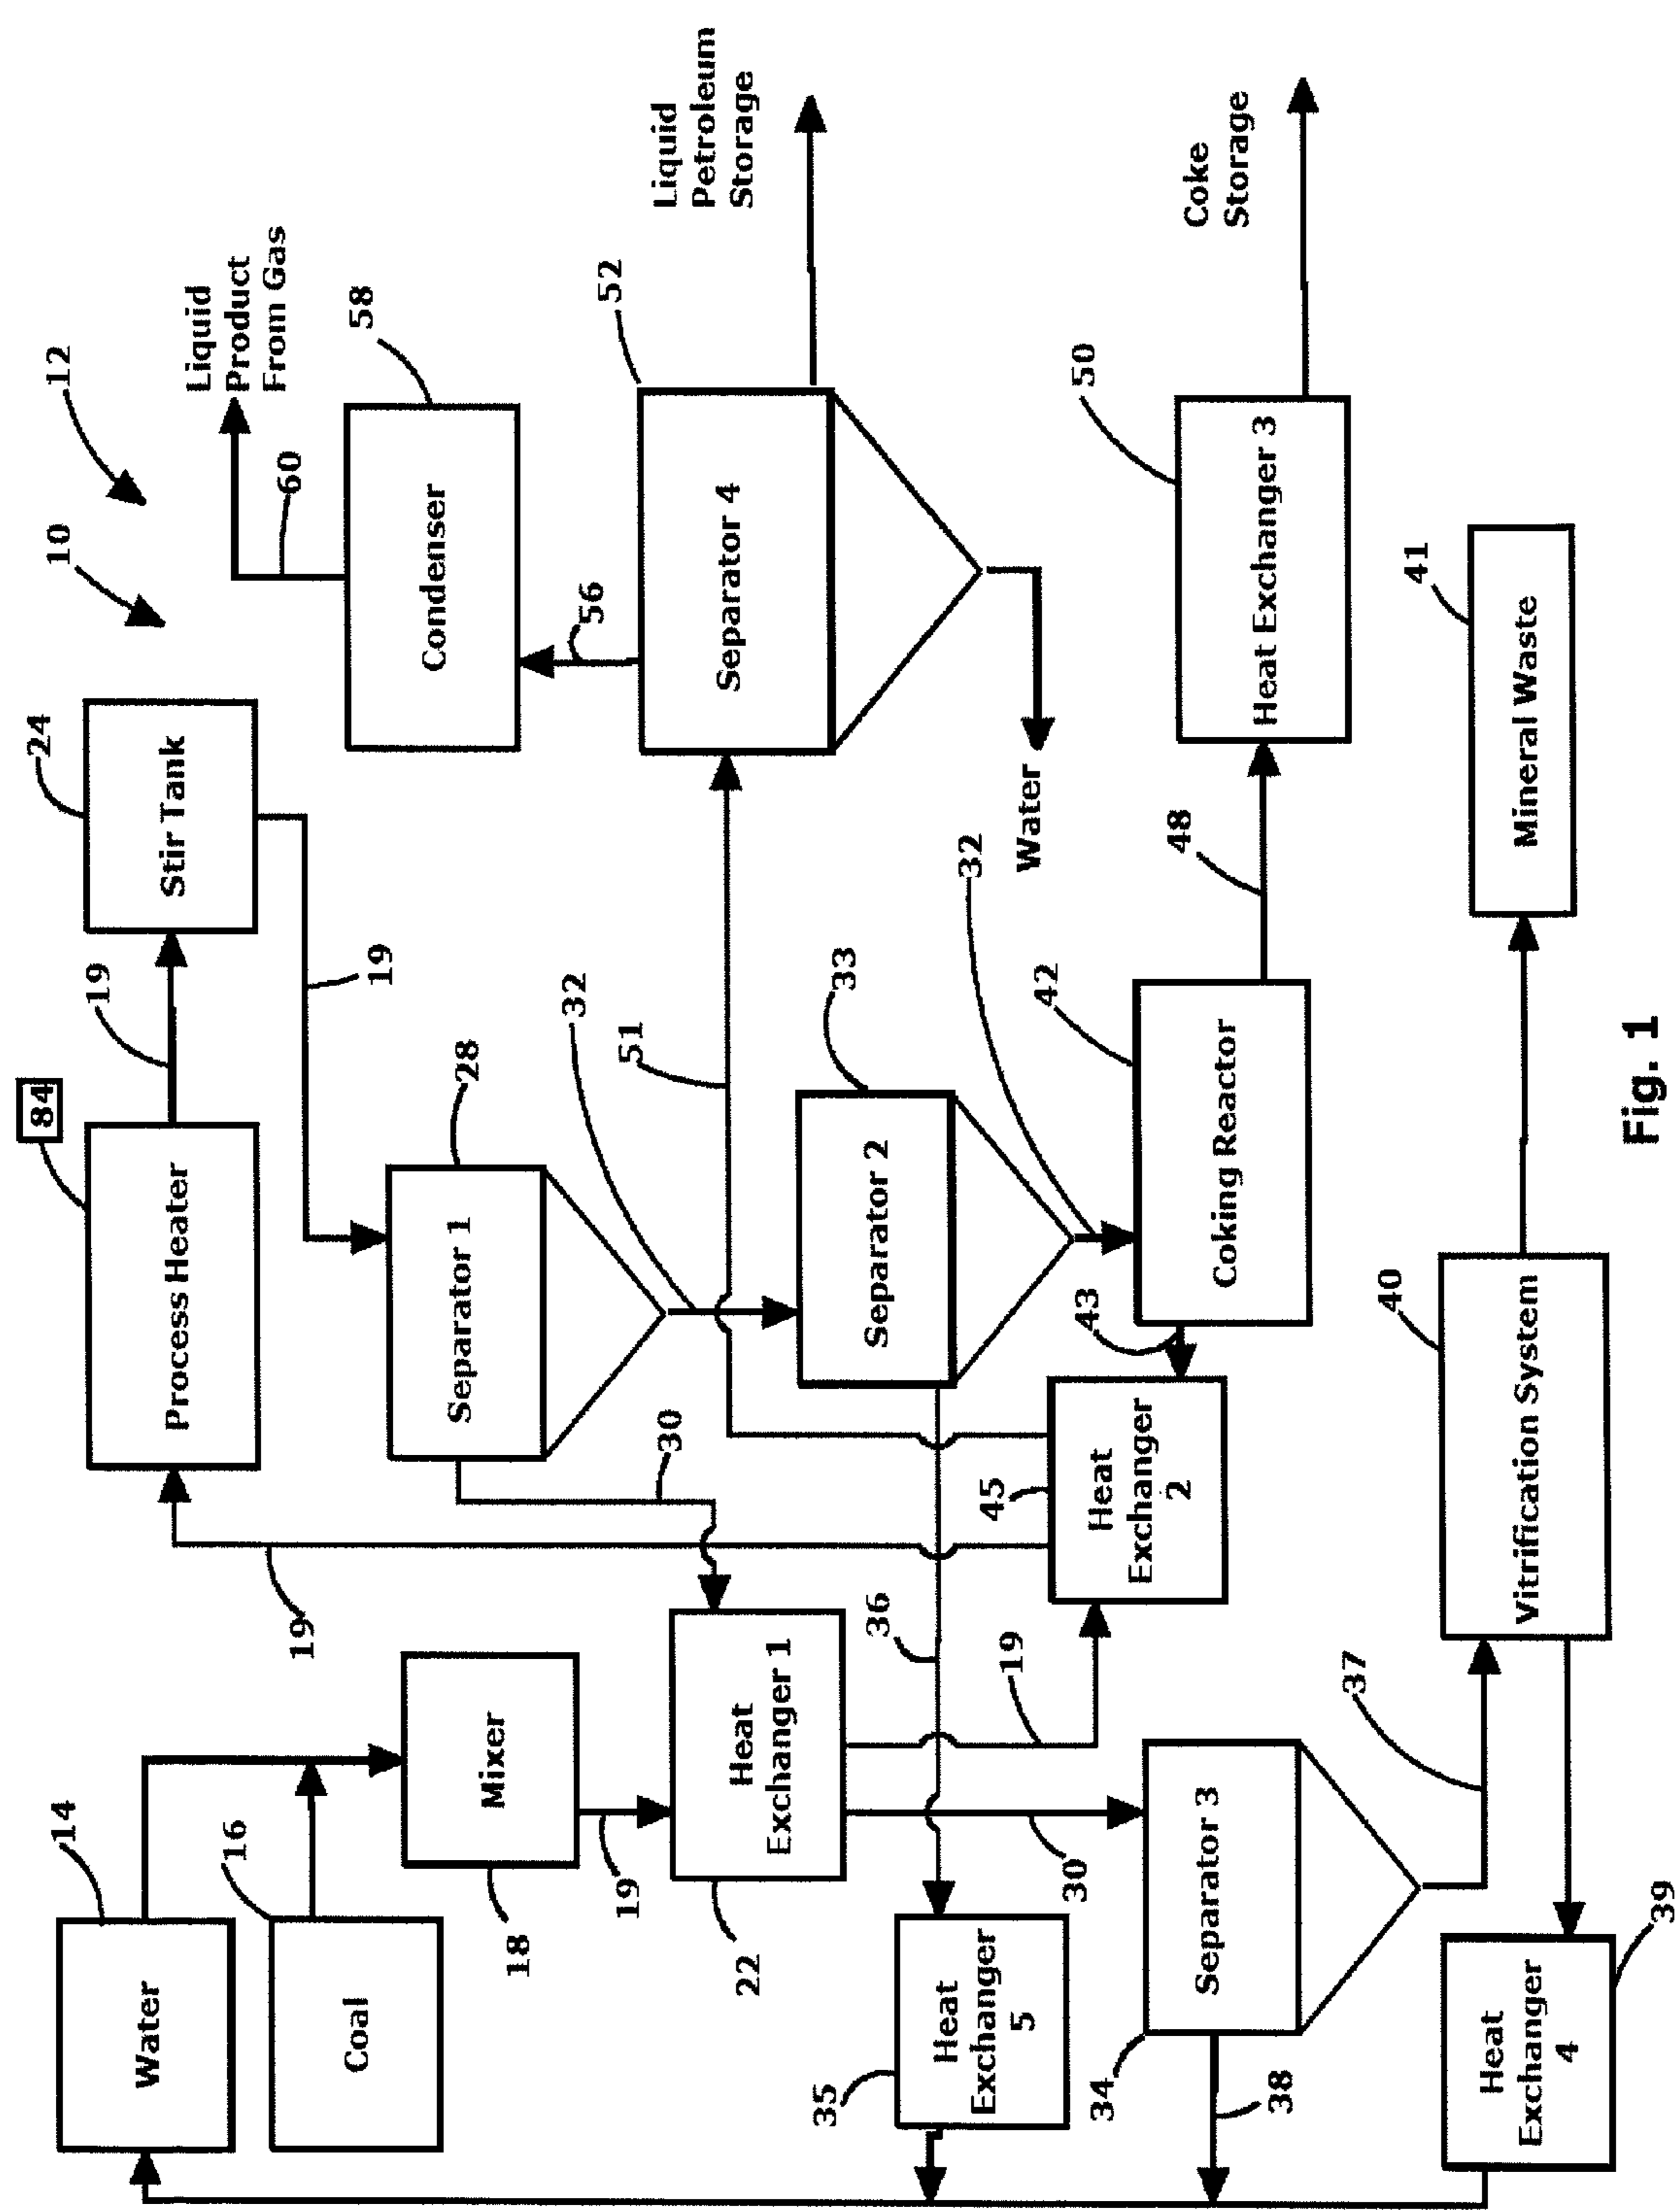 10
12
14
Water
16
Coal
18
Mixer
19
22
Heat
Exchanger 1
19
84
Process Heater
19
24
Stir Tank
19
28
Separator 1
30
32
60
Liquid
Product
From Gas
58
Condenser
56
52
Separator 4
Liquid
Petroleum
Storage
Water
51
33
Separator 2
32
36
35
Heat
Exchanger
5
19
45
Heat
Exchanger
2
43
42
Coking Reactor
48
50
Heat Exchanger 3
Coke
Storage
30
34
Separator 3
38
37
40
Vitrification System
41
Mineral Waste
39
Heat
Exchanger
4
Fig. 1